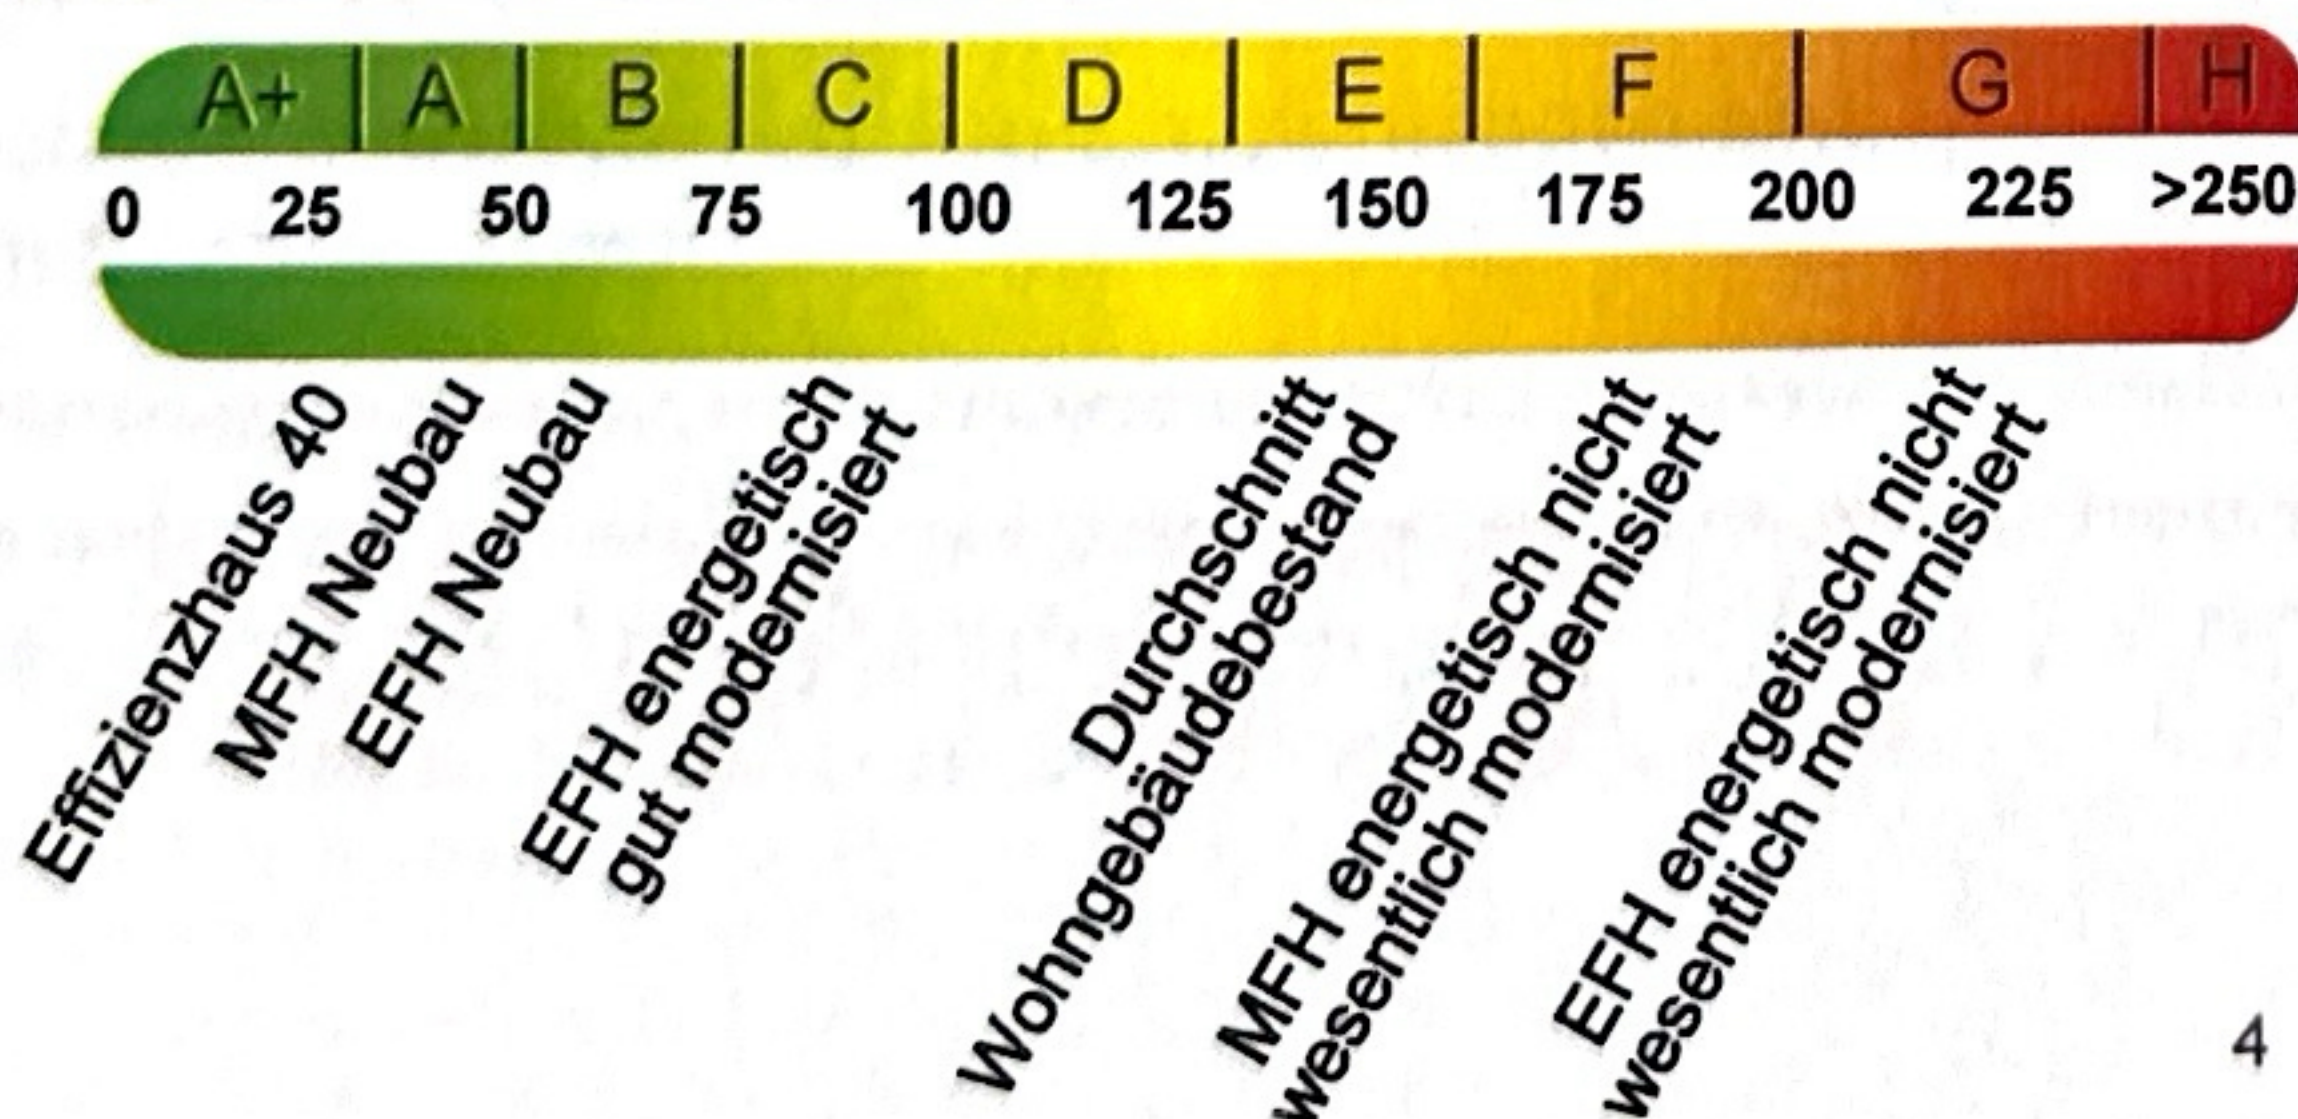 A+ A B C D E F G H
0 25 50 75 100 125 150 175 200 225 >250
Effizienzhaus 40
MFH Neubau
EFH Neubau
EFH energetisch
gut modernisiert
Durchschnitt
Wohngebäudebestand
MFH energetisch nicht
wesentlich modernisiert
EFH energetisch nicht
wesentlich modernisiert
4